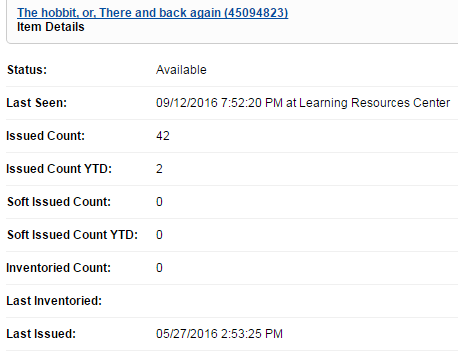 The hobbit, or, There and back again (45094823)
Item Details
Status: Available
Last Seen: 09/12/2016 7:52:20 PM at Learning Resources Center
Issued Count: 42
Issued Count YTD: 2
Soft Issued Count: 0
Soft Issued Count YTD: 0
Inventoried Count: 0
Last Inventoried:
Last Issued: 05/27/2016 2:53:25 PM